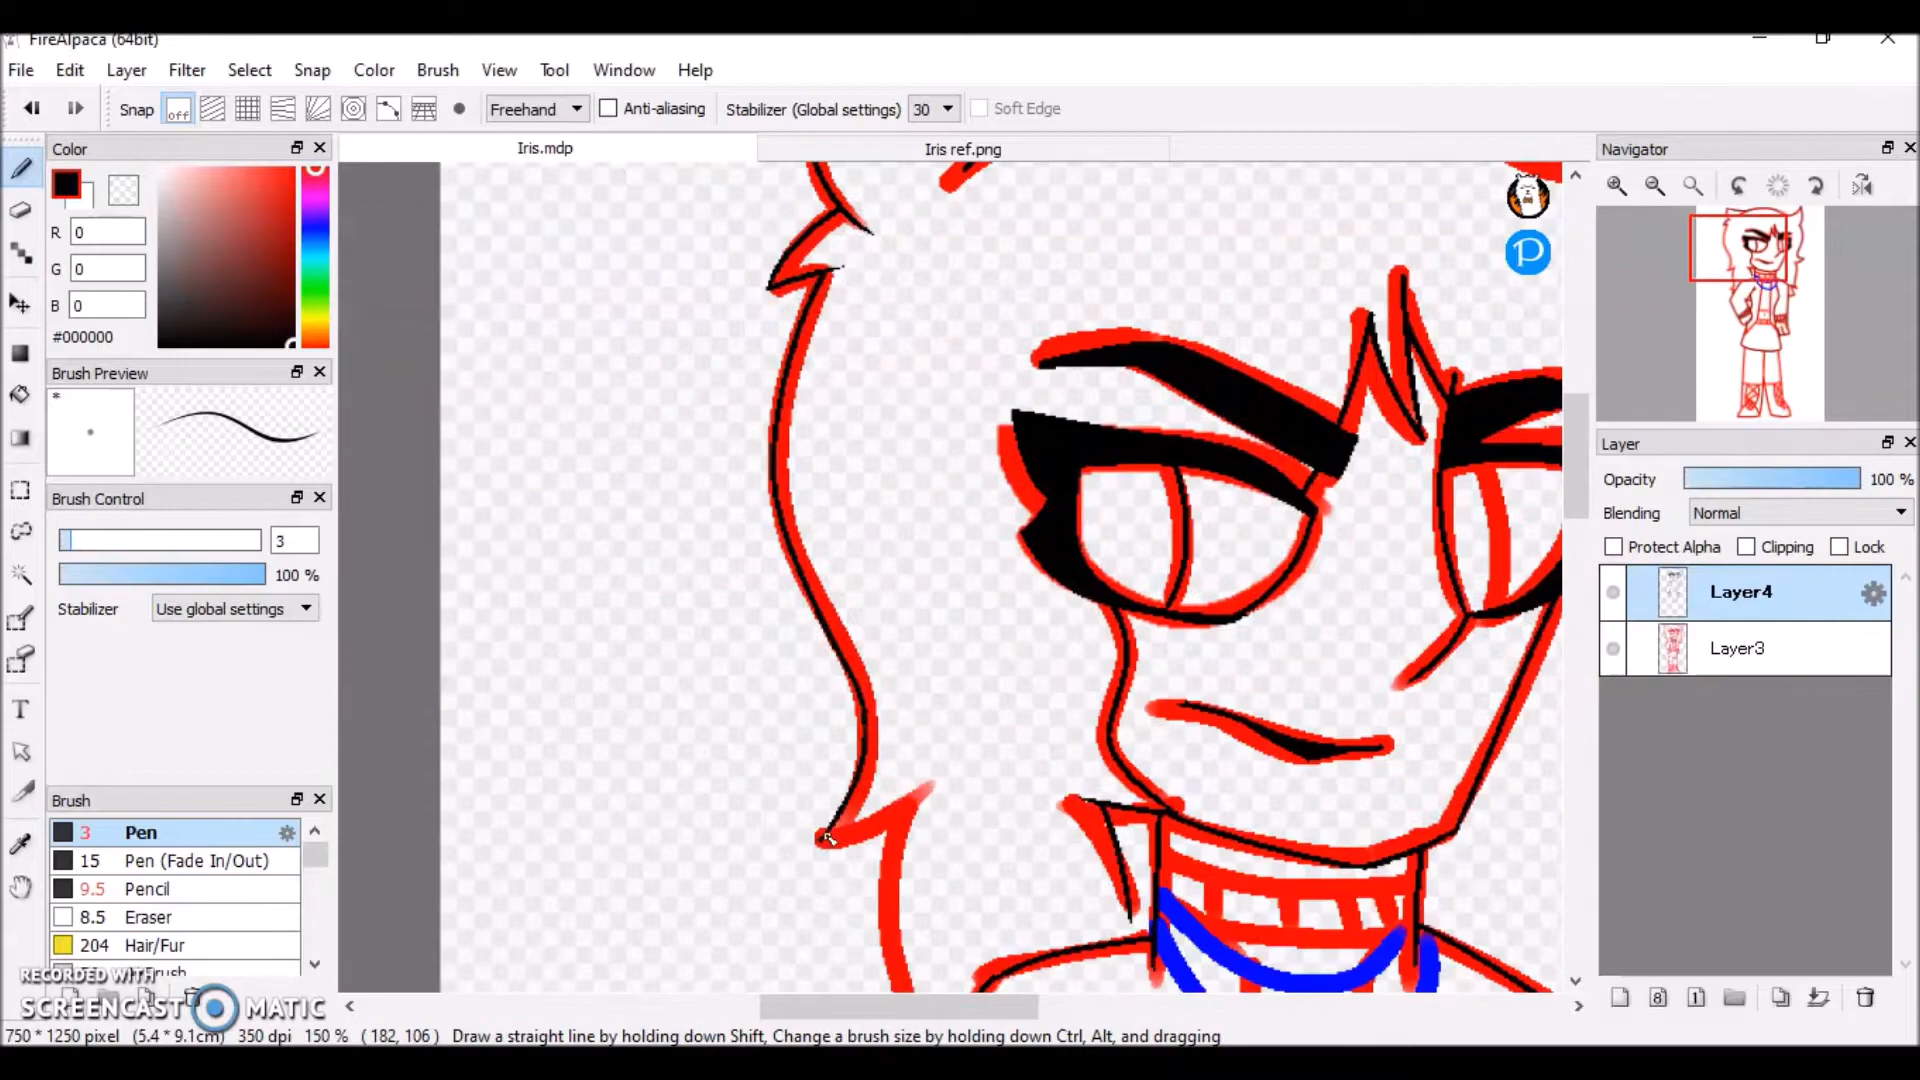 FireAlpaca (64bit)
File Edit Layer Filter Select Snap Color Brush View Tool Window Help
Snap off Freehand Anti-aliasing Stabilizer (Global settings) 30 Soft Edge
Color
Iris.mdp
Iris ref.png
Navigator
R 0
G 0
B 0
#000000
Brush Preview
*
Brush Control
3
100 %
Stabilizer Use global settings
Layer
Opacity 100 %
Blending Normal
Protect Alpha Clipping Lock
Layer4
Layer3
Brush
3 Pen
15 Pen (Fade In/Out)
9.5 Pencil
8.5 Eraser
204 Hair/Fur
RECORDED WITH
SCREENCAST MATIC
T
P
8
1
750 * 1250 pixel (5.4 * 9.1cm) 350 dpi 150 % ( 182, 106 ) Draw a straight line by holding down Shift, Change a brush size by holding down Ctrl, Alt, and dragging